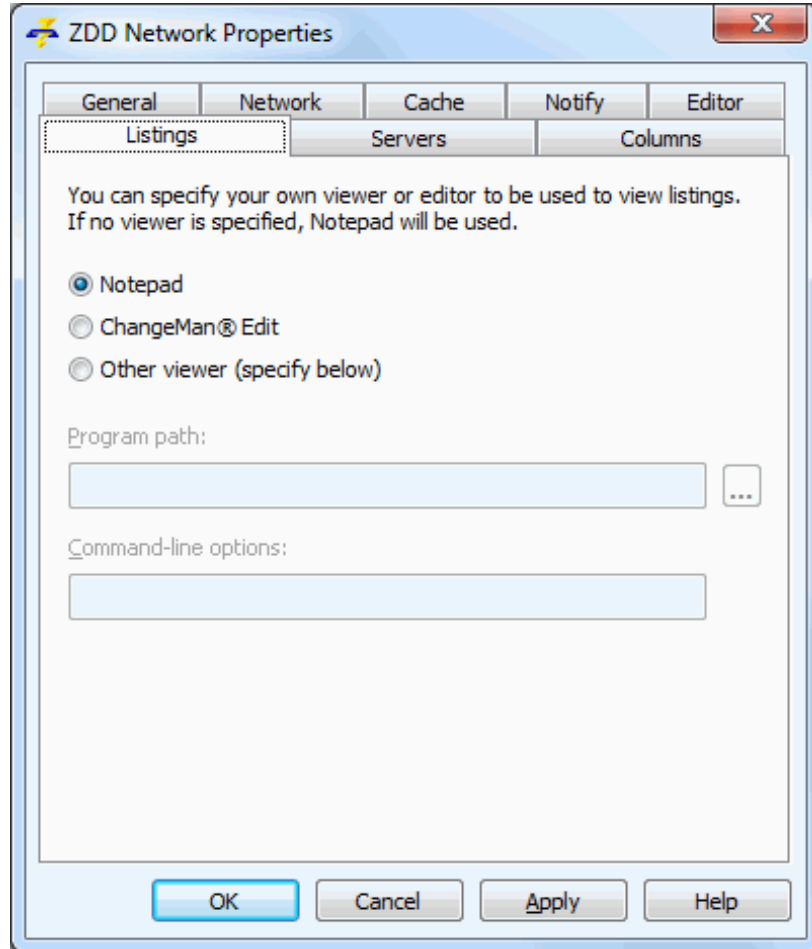 ZDD Network Properties
General Network Cache Notify Editor
Listings Servers Columns
You can specify your own viewer or editor to be used to view listings.
If no viewer is specified, Notepad will be used.
Notepad
ChangeMan® Edit
Other viewer (specify below)
Program path:
...
Command-line options:
OK Cancel Apply Help